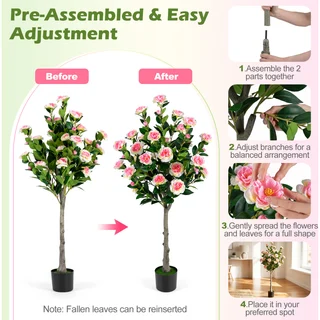 Pre-Assembled & Easy
Adjustment
Before
After
1.Assemble the 2
parts together
2.Adjust branches for a
balanced arrangement
3.Gently spread the flowers
and leaves for a full shape
4.Place it in your
preferred spot
Note: Fallen leaves can be reinserted